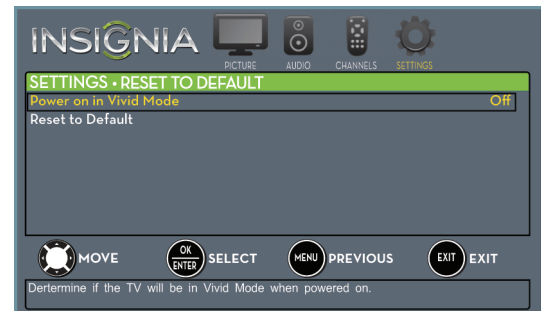 INSIGNIA
PICTURE AUDIO CHANNELS SETTINGS
SETTINGS • RESET TO DEFAULT
Power on in Vivid Mode Off
Reset to Default
MOVE OK ENTER SELECT MENU PREVIOUS EXIT EXIT
Dertermine if the TV will be in Vivid Mode when powered on.